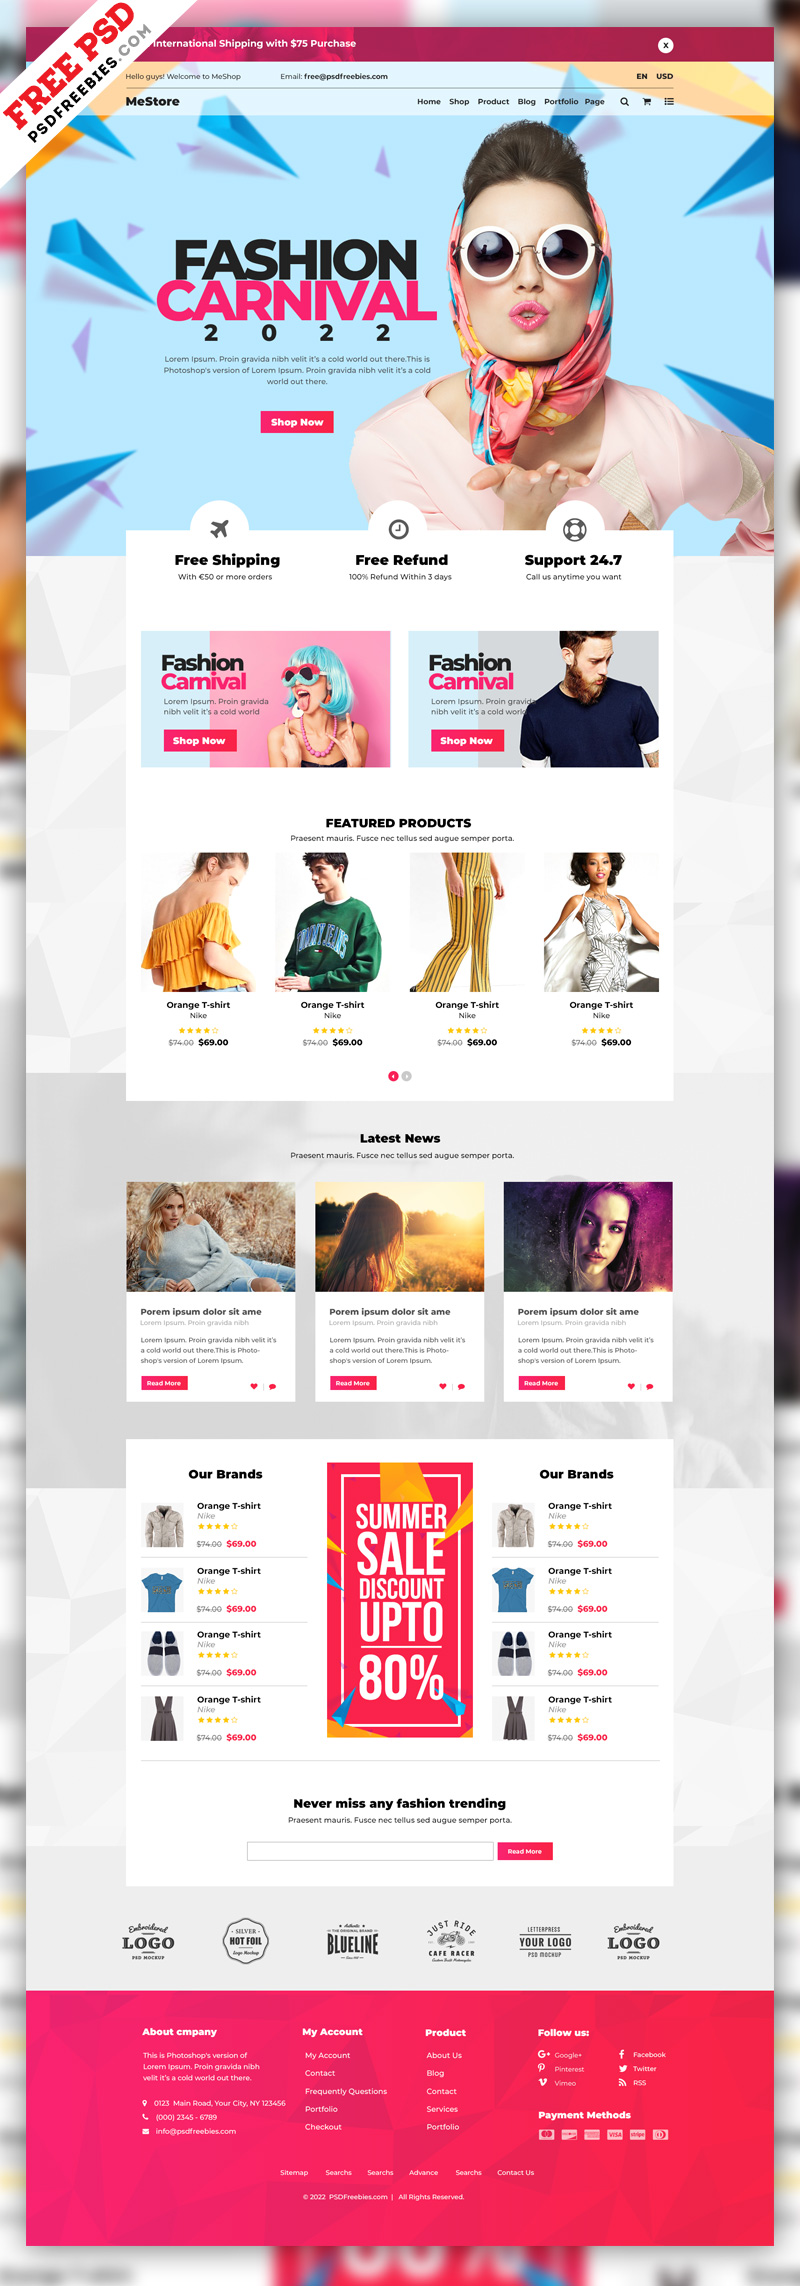 FREE PSD
PSDFREEBIES.COM
International Shipping with $75 Purchase
X
Hello guys! Welcome to MeShop
Email: free@psdfreebies.com
EN USD
MeStore
Home Shop Product Blog Portfolio Page
FASHION
CARNIVAL
2 0 2 2
Lorem Ipsum. Proin gravida nibh velit it's a cold world out there.This is
Photoshop's version of Lorem Ipsum. Proin gravida nibh velit it's a cold
world out there.
Shop Now
Free Shipping
With €50 or more orders
Free Refund
100% Refund Within 3 days
Support 24.7
Call us anytime you want
Fashion
Carnival
Lorem Ipsum. Proin gravida
nibh velit it's a cold world
Shop Now
Fashion
Carnival
Lorem Ipsum. Proin gravida
nibh velit it's a cold world
Shop Now
FEATURED PRODUCTS
Praesent mauris. Fusce nec tellus sed augue semper porta.
TOMMY JEANS
Orange T-shirt
Nike
$74.00 $69.00
Orange T-shirt
Nike
$74.00 $69.00
Orange T-shirt
Nike
$74.00 $69.00
Orange T-shirt
Nike
$74.00 $69.00
Latest News
Praesent mauris. Fusce nec tellus sed augue semper porta.
Porem ipsum dolor sit ame
Lorem Ipsum. Proin gravida nibh
Lorem Ipsum. Proin gravida nibh velit it's
a cold world out there.This is Photo-
shop's version of Lorem Ipsum.
Read More
Porem ipsum dolor sit ame
Lorem Ipsum. Proin gravida nibh
Lorem Ipsum. Proin gravida nibh velit it's
a cold world out there.This is Photo-
shop's version of Lorem Ipsum.
Read More
Porem ipsum dolor sit ame
Lorem Ipsum. Proin gravida nibh
Lorem Ipsum. Proin gravida nibh velit it's
a cold world out there.This is Photo-
shop's version of Lorem Ipsum.
Read More
Our Brands
Orange T-shirt
Nike
$74.00 $69.00
Orange T-shirt
Nike
$74.00 $69.00
Orange T-shirt
Nike
$74.00 $69.00
Orange T-shirt
Nike
$74.00 $69.00
SUMMER
SALE
DISCOUNT
UPTO
80%
Our Brands
Orange T-shirt
Nike
$74.00 $69.00
Orange T-shirt
Nike
$74.00 $69.00
Orange T-shirt
Nike
$74.00 $69.00
Orange T-shirt
Nike
$74.00 $69.00
Never miss any fashion trending
Praesent mauris. Fusce nec tellus sed augue semper porta.
Read More
Embroidered
LOGO
PSD MOCKUP
SILVER
HOT FOIL
Logo Mockup
Authentic
THE ORIGINAL BRAND
BLUELINE
JUST RIDE
CAFE RACER
Custom Built Motorcycles
LETTERPRESS
YOUR LOGO
PSD MOCKUP
Embroidered
LOGO
PSD MOCKUP
About cmpany
This is Photoshop's version of
Lorem Ipsum. Proin gravida nibh
velit it's a cold world out there.
0123 Main Road, Your City, NY 123456
(000) 2345 - 6789
info@psdfreebies.com
My Account
My Account
Contact
Frequently Questions
Portfolio
Checkout
Product
About Us
Blog
Contact
Services
Portfolio
Follow us:
Google+
Facebook
Pinterest
Twitter
Vimeo
RSS
Payment Methods
VISA
stripe
Sitemap Searchs Searchs Advance Searchs Contact Us
© 2022 PSDFreebies.com | All Rights Reserved.